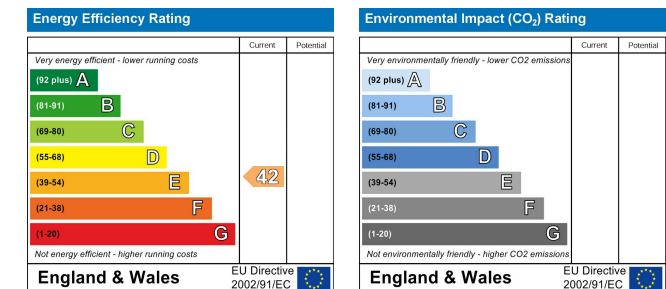 Energy Efficiency Rating
Current Potential
Very energy efficient - lower running costs
(92 plus) A
(81-91) B
(69-80) C
(55-68) D
(39-54) E
42
(21-38) F
(1-20) G
Not energy efficient - higher running costs
England & Wales
EU Directive
2002/91/EC
Environmental Impact (CO₂) Rating
Current Potential
Very environmentally friendly - lower CO2 emissions
(92 plus) A
(81-91) B
(69-80) C
(55-68) D
(39-54) E
(21-38) F
(1-20) G
Not environmentally friendly - higher CO2 emissions
England & Wales
EU Directive
2002/91/EC